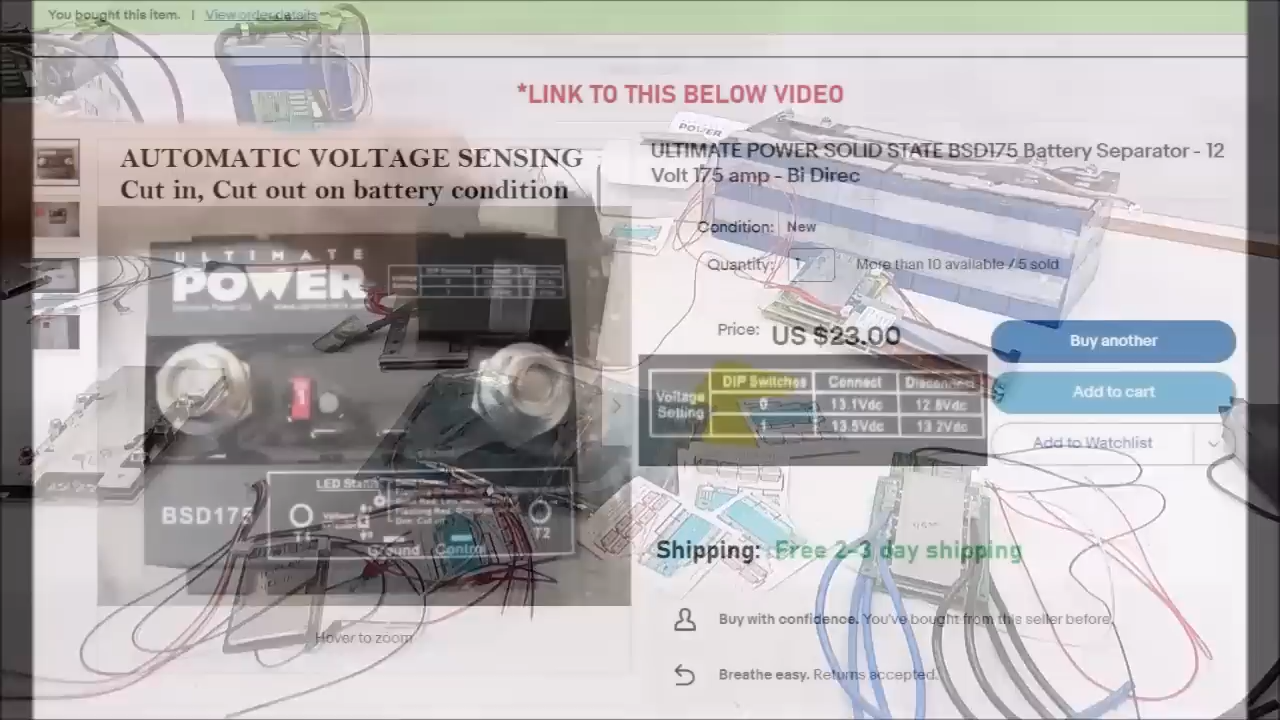 You bought this item. | View order details
*LINK TO THIS BELOW VIDEO
AUTOMATIC VOLTAGE SENSING
Cut in, Cut out on battery condition
ULTIMATE
POWER
BSD175
LED Status
T1
Ground
Control
T2
Hover to zoom
POWER
ULTIMATE POWER SOLID STATE BSD175 Battery Separator - 12
Volt 175 amp - Bi Direc
Condition: New
Quantity: 1 More than 10 available / 5 sold
Price: US $23.00
Voltage Setting DIP Switches Connect Disconnect
0 13.1Vdc 12.8Vdc
1 13.5Vdc 13.2Vdc
Buy another
Add to cart
Add to Watchlist
Shipping: Free 2-3 day shipping
Buy with confidence. You've bought from this seller before.
Breathe easy. Returns accepted.